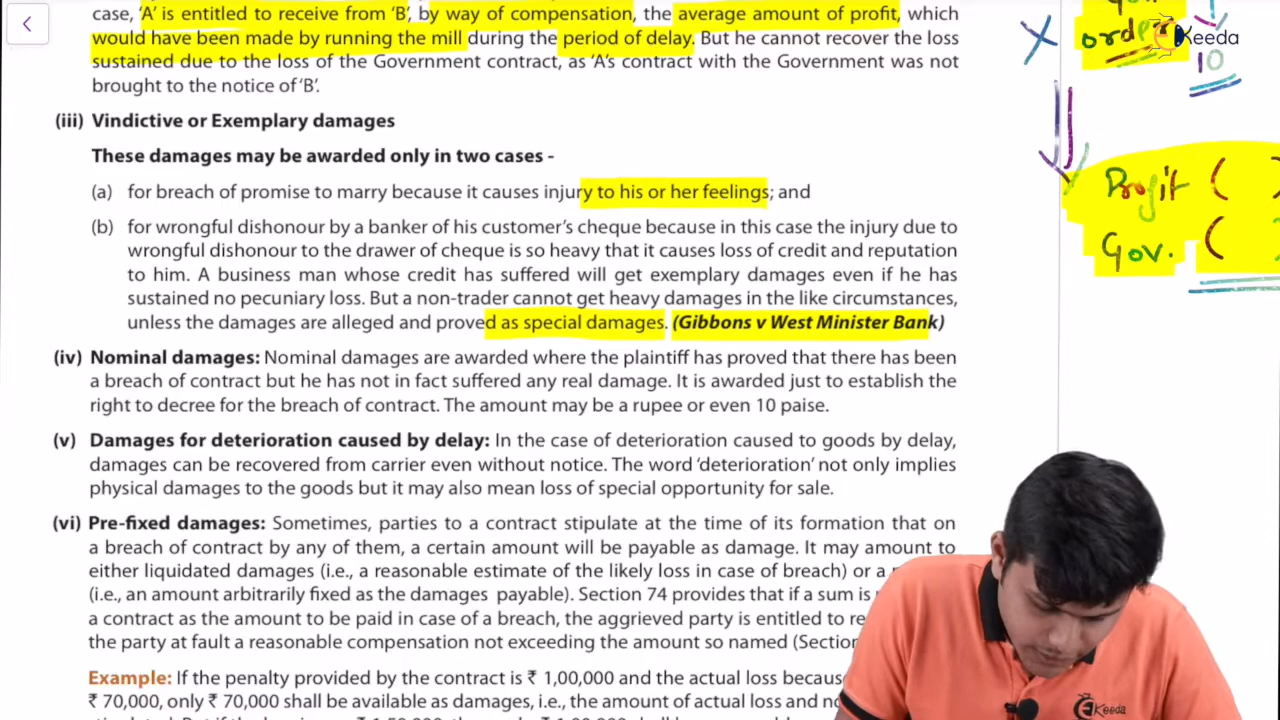 case, ‘A’ is entitled to receive from ‘B’, by way of compensation, the average amount of profit, which
would have been made by running the mill during the period of delay. But he cannot recover the loss
sustained due to the loss of the Government contract, as ‘A’s contract with the Government was not
brought to the notice of ‘B’.
(iii) Vindictive or Exemplary damages
These damages may be awarded only in two cases -
(a) for breach of promise to marry because it causes injury to his or her feelings; and
(b) for wrongful dishonour by a banker of his customer’s cheque because in this case the injury due to
wrongful dishonour to the drawer of cheque is so heavy that it causes loss of credit and reputation
to him. A business man whose credit has suffered will get exemplary damages even if he has
sustained no pecuniary loss. But a non-trader cannot get heavy damages in the like circumstances,
unless the damages are alleged and proved as special damages. (Gibbons v West Minister Bank)
(iv) Nominal damages: Nominal damages are awarded where the plaintiff has proved that there has been
a breach of contract but he has not in fact suffered any real damage. It is awarded just to establish the
right to decree for the breach of contract. The amount may be a rupee or even 10 paise.
(v) Damages for deterioration caused by delay: In the case of deterioration caused to goods by delay,
damages can be recovered from carrier even without notice. The word ‘deterioration’ not only implies
physical damages to the goods but it may also mean loss of special opportunity for sale.
(vi) Pre-fixed damages: Sometimes, parties to a contract stipulate at the time of its formation that on
a breach of contract by any of them, a certain amount will be payable as damage. It may amount to
either liquidated damages (i.e., a reasonable estimate of the likely loss in case of breach) or a
(i.e., an amount arbitrarily fixed as the damages payable). Section 74 provides that if a sum is
a contract as the amount to be paid in case of a breach, the aggrieved party is entitled to
the party at fault a reasonable compensation not exceeding the amount so named (Section
Example: If the penalty provided by the contract is ₹ 1,00,000 and the actual loss
₹ 70,000, only ₹ 70,000 shall be available as damages, i.e., the amount of actual loss and
order
Keeda
10
Profit (
Gov. (
Keeda